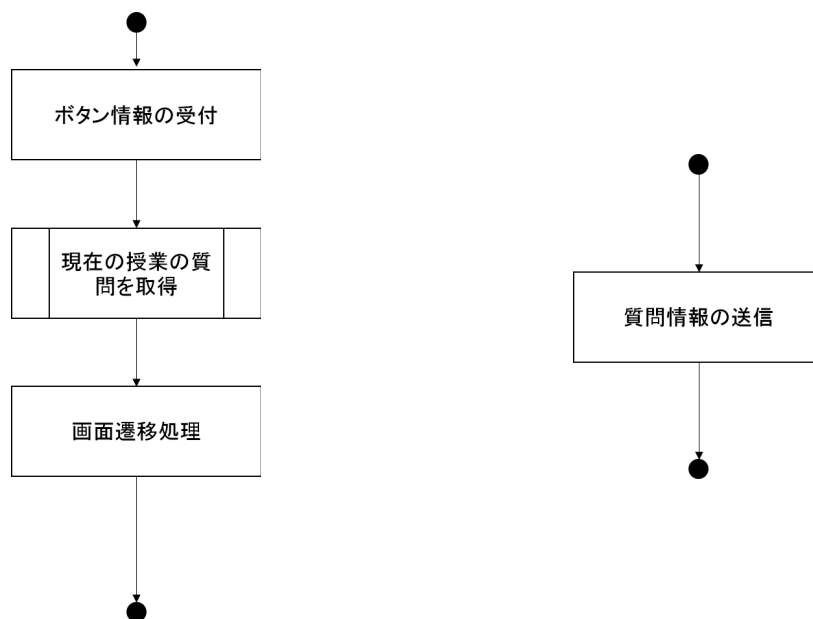 ボタン情報の受付
現在の授業の質
問を取得
画面遷移処理
質問情報の送信